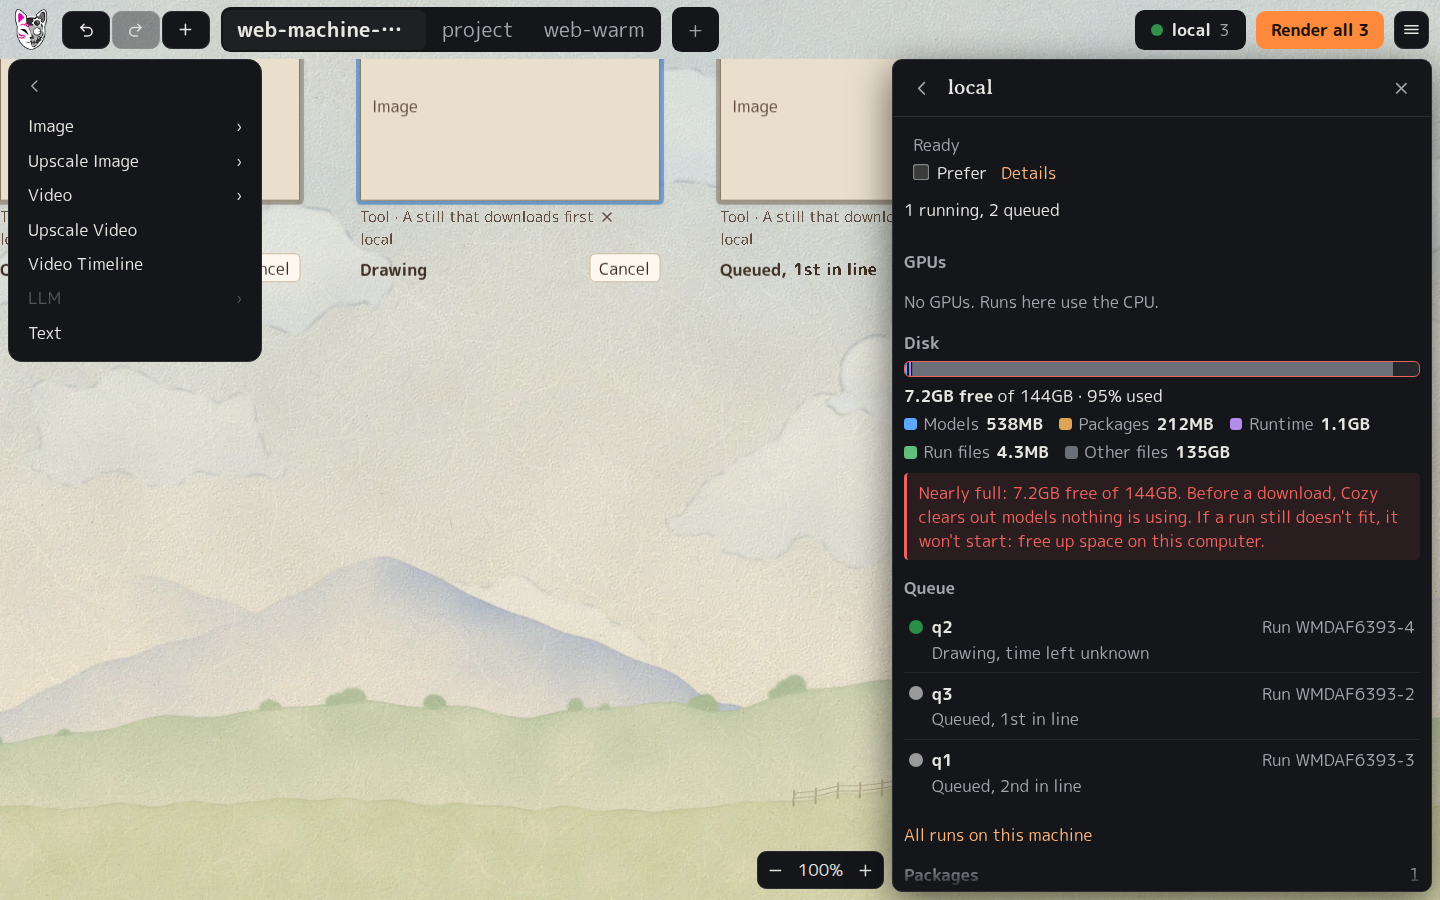 web-machine-···
project
web-warm
local 3
Render all 3
Image
Upscale Image
Video
Upscale Video
Video Timeline
LLM
Text
ncel
Image
Tool · A still that downloads first
local
Drawing
Cancel
Image
Tool · A still that downlo
local
Queued, 1st in line
100%
local
Ready
Prefer Details
1 running, 2 queued
GPUs
No GPUs. Runs here use the CPU.
Disk
7.2GB free of 144GB · 95% used
Models 538MB Packages 212MB Runtime 1.1GB
Run files 4.3MB Other files 135GB
Nearly full: 7.2GB free of 144GB. Before a download, Cozy
clears out models nothing is using. If a run still doesn't fit, it
won't start: free up space on this computer.
Queue
q2 Run WMDAF6393-4
Drawing, time left unknown
q3 Run WMDAF6393-2
Queued, 1st in line
q1 Run WMDAF6393-3
Queued, 2nd in line
All runs on this machine
Packages 1